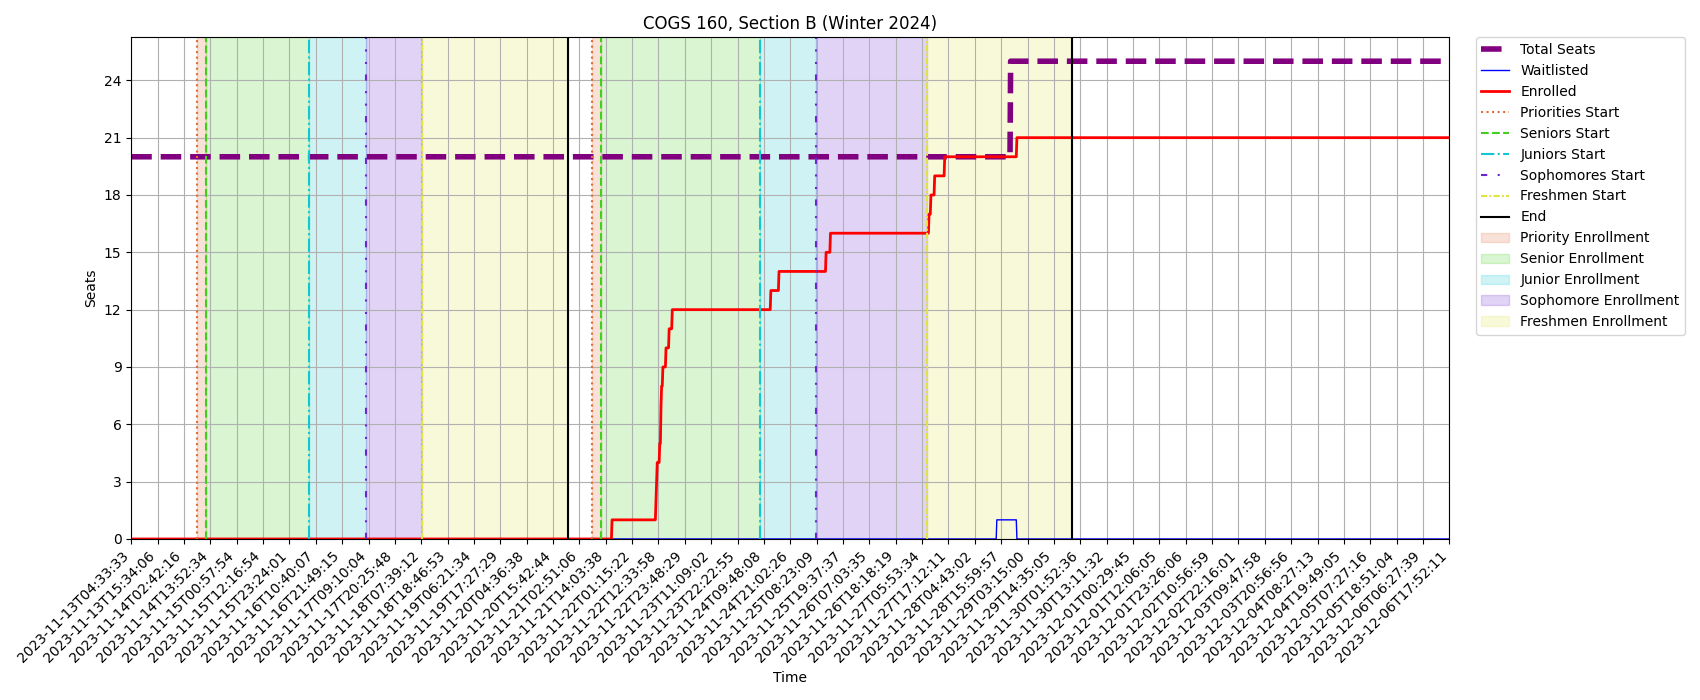 COGS 160, Section B (Winter 2024)
Seats
24
21
18
15
12
9
6
3
0
2023-11-13T04:33:33
2023-11-13T15:34:06
2023-11-14T02:42:16
2023-11-14T13:52:34
2023-11-15T00:57:54
2023-11-15T12:16:54
2023-11-15T23:24:01
2023-11-16T10:40:07
2023-11-16T21:49:15
2023-11-17T09:10:04
2023-11-17T20:25:48
2023-11-18T07:39:12
2023-11-18T18:46:53
2023-11-19T06:21:34
2023-11-19T17:27:29
2023-11-20T04:36:38
2023-11-20T15:42:44
2023-11-21T02:51:06
2023-11-21T14:03:38
2023-11-22T01:15:22
2023-11-22T12:33:58
2023-11-22T23:48:29
2023-11-23T11:09:02
2023-11-23T22:22:55
2023-11-24T09:48:08
2023-11-24T21:02:26
2023-11-25T08:23:09
2023-11-25T19:37:37
2023-11-26T07:03:35
2023-11-26T18:18:19
2023-11-27T05:53:34
2023-11-27T17:12:11
2023-11-28T04:43:02
2023-11-28T15:59:57
2023-11-29T03:15:00
2023-11-29T14:35:05
2023-11-30T01:52:36
2023-11-30T13:11:32
2023-12-01T00:29:45
2023-12-01T12:06:05
2023-12-01T23:26:06
2023-12-02T10:56:59
2023-12-02T22:16:01
2023-12-03T09:47:58
2023-12-03T20:56:56
2023-12-04T08:27:13
2023-12-04T19:49:05
2023-12-05T07:27:16
2023-12-05T18:51:04
2023-12-06T06:27:39
2023-12-06T17:52:11
Time
Total Seats
Waitlisted
Enrolled
Priorities Start
Seniors Start
Juniors Start
Sophomores Start
Freshmen Start
End
Priority Enrollment
Senior Enrollment
Junior Enrollment
Sophomore Enrollment
Freshmen Enrollment